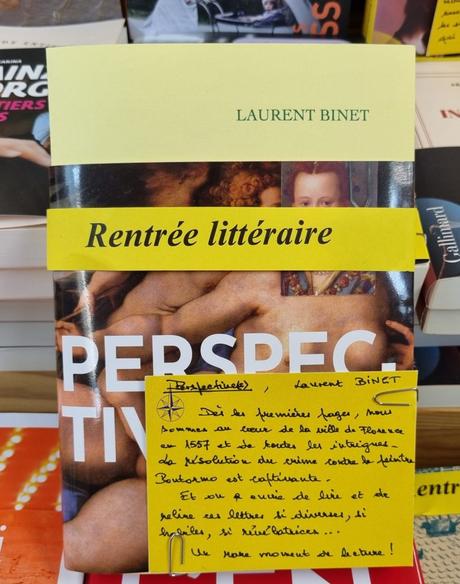 LAURENT BINET
Rentrée littéraire
PERSPEC-
TIV
Perspective(s), Laurent BINET
Dès les premières pages, nous
sommes au cœur de la ville de Florence
en 1557 et de toutes les intrigues.
La résolution du crime contre le peintre
Pontormo est captivante.
Et on a envie de lire et de
relire ces lettres si diverses, si
habiles, si révélatrices...
Un rare moment de lecture !
Gallimard
IN
entr